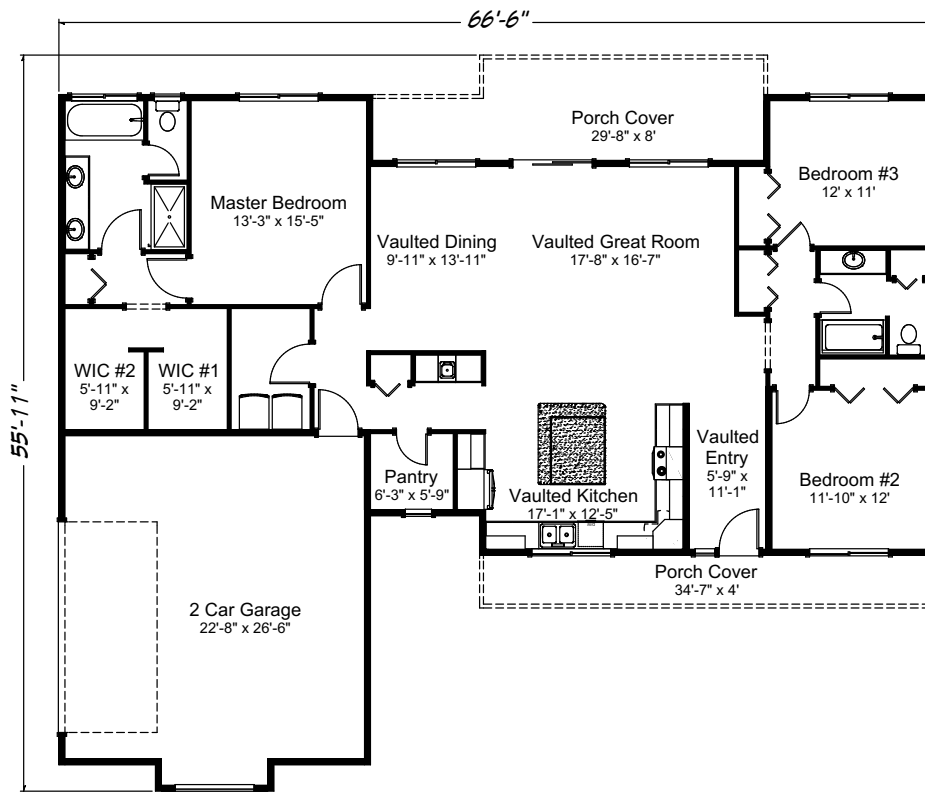 66'-6"
55'-11"
Porch Cover
29'-8" x 8'
Bedroom #3
12' x 11'
Master Bedroom
13'-3" x 15'-5"
Vaulted Dining
9'-11" x 13'-11"
Vaulted Great Room
17'-8" x 16'-7"
WIC #2
5'-11" x
9'-2"
WIC #1
5'-11" x
9'-2"
Pantry
6'-3" x 5'-9"
Vaulted Kitchen
17'-1" x 12'-5"
Vaulted
Entry
5'-9" x
11'-1"
Bedroom #2
11'-10" x 12'
Porch Cover
34'-7" x 4'
2 Car Garage
22'-8" x 26'-6"